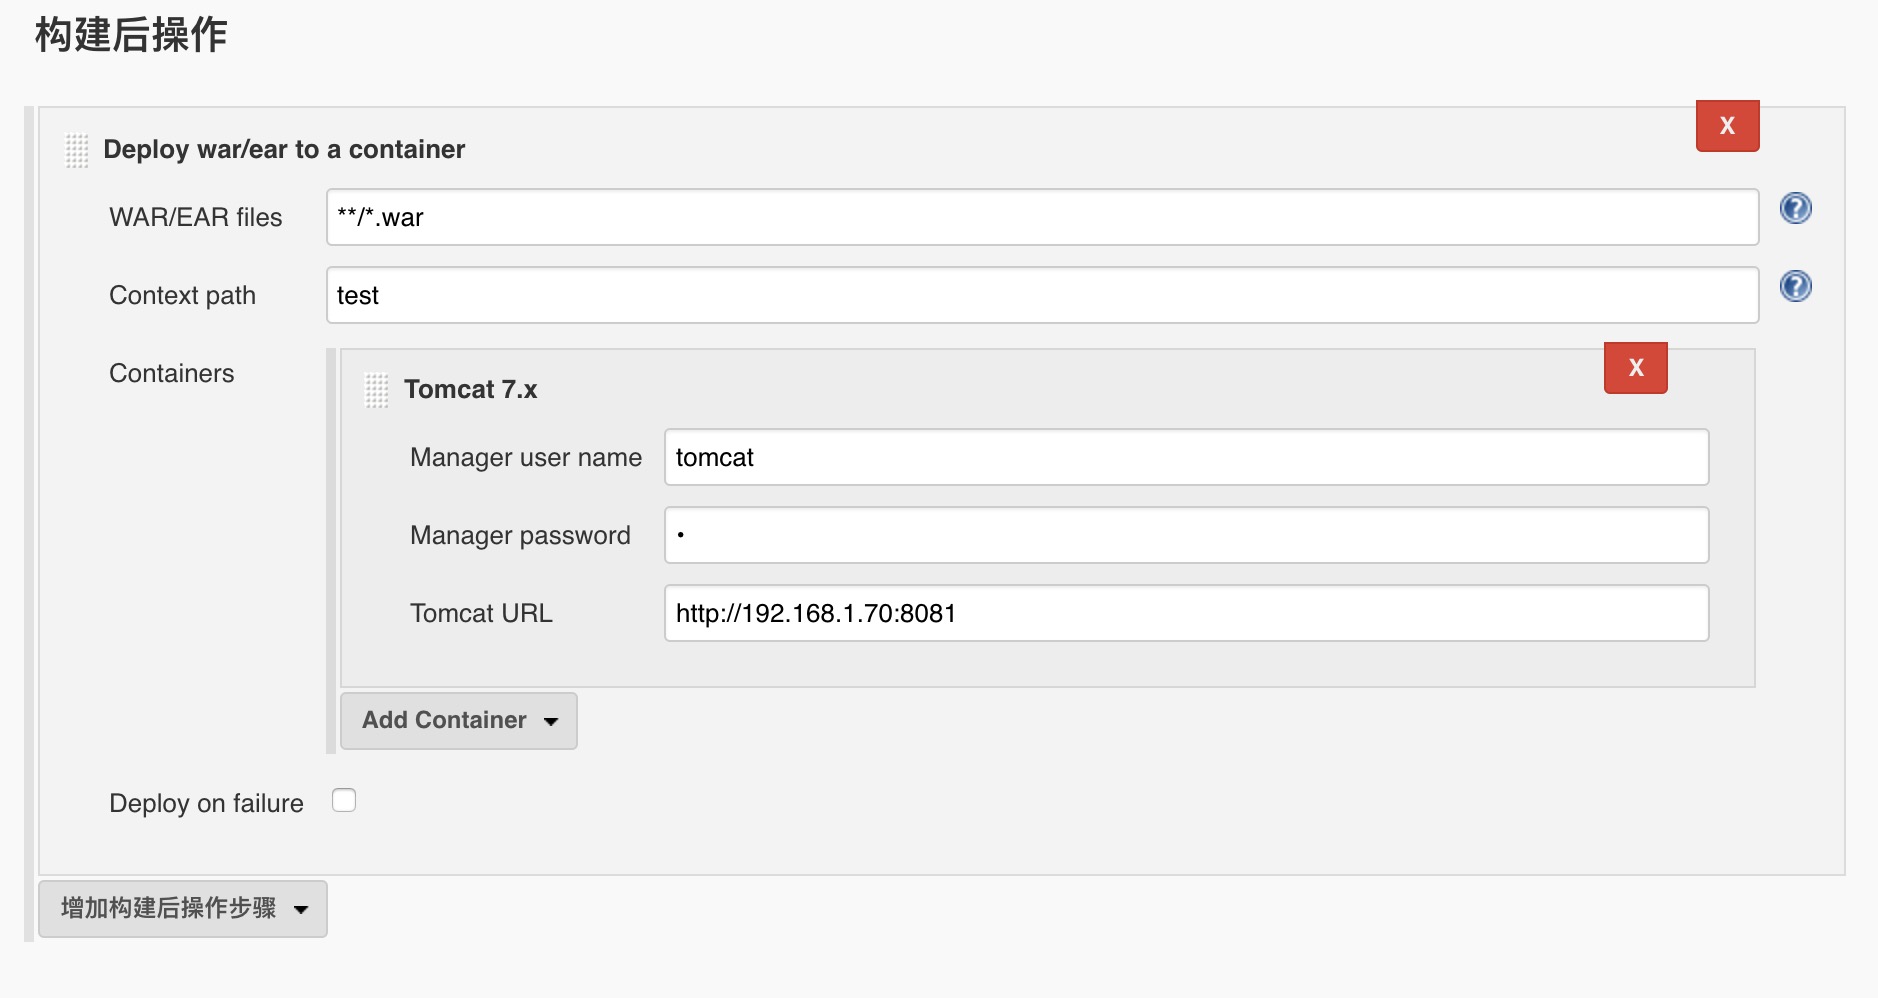 构建后操作
X
Deploy war/ear to a container
WAR/EAR files
**/*.war
?
Context path
test
?
Containers
X
Tomcat 7.x
Manager user name
tomcat
Manager password
•
Tomcat URL
http://192.168.1.70:8081
Add Container
Deploy on failure
增加构建后操作步骤